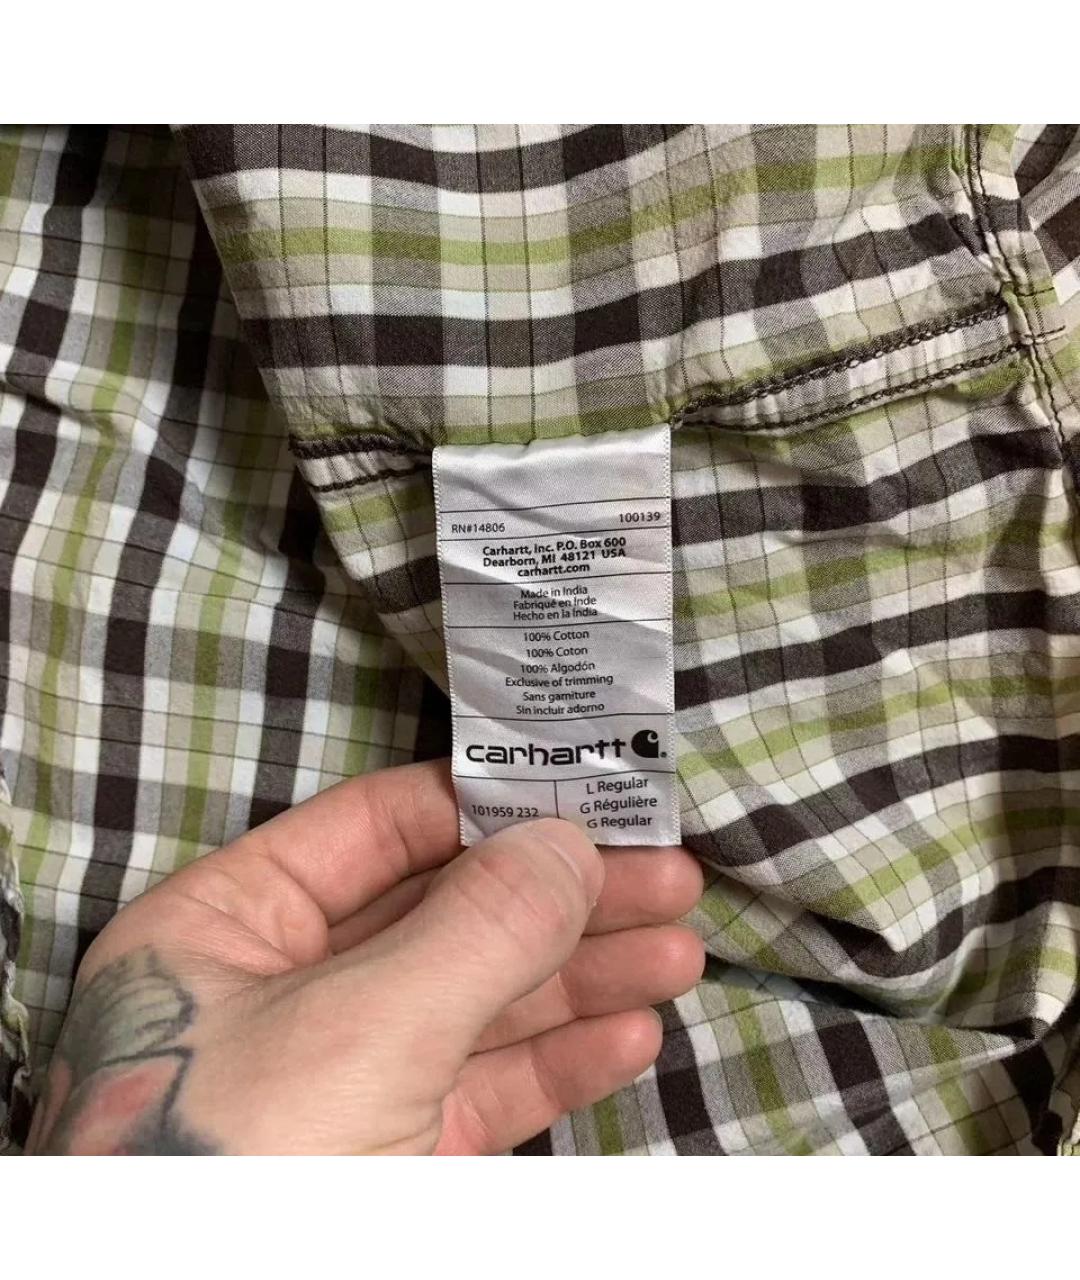 RN#14806 100139
Carhartt, Inc. P.O. Box 600
Dearborn, MI 48121 USA
carhartt.com
Made in India
Fabriqué en Inde
Hecho en la India
100% Cotton
100% Coton
100% Algodón
Exclusive of trimming
Sans garniture
Sin incluir adorno
carhartt
101959 232
L Regular
G Régulière
G Regular